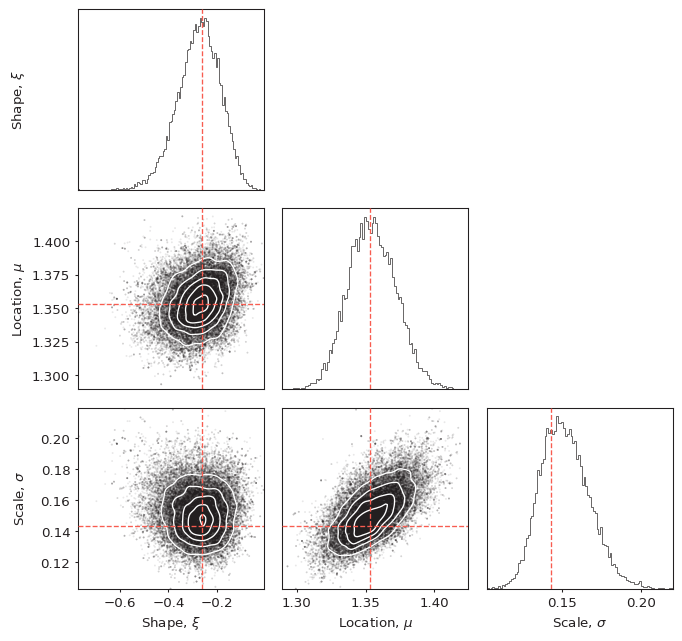 Shape, ξ
Location, μ
1.400
1.375
1.350
1.325
1.300
Scale, σ
0.20
0.18
0.16
0.14
0.12
−0.6 −0.4 −0.2 1.30 1.35 1.40 0.15 0.20
Shape, ξ Location, μ Scale, σ